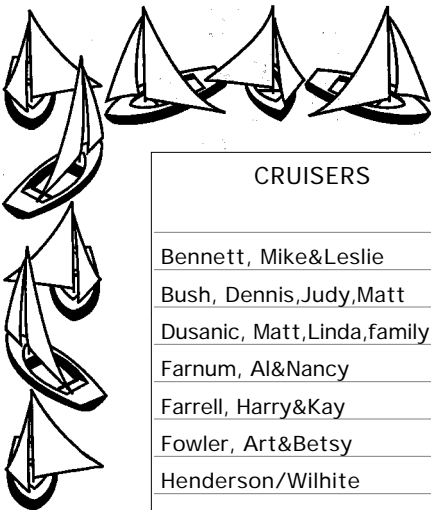 CRUISERS
Bennett, Mike&Leslie
Bush, Dennis,Judy,Matt
Dusanic, Matt,Linda,family
Farnum, Al&Nancy
Farrell, Harry&Kay
Fowler, Art&Betsy
Henderson/Wilhite